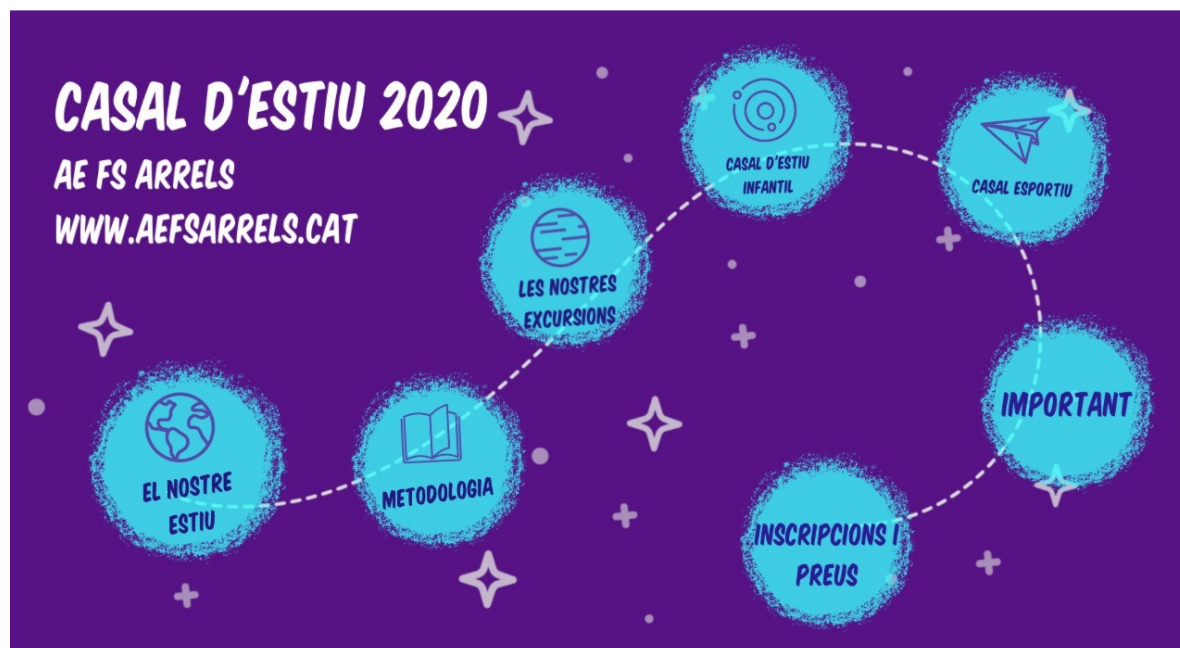 CASAL D'ESTIU 2020
AE FS ARRELS
WWW.AEFSARRELS.CAT
EL NOSTRE
ESTIU
METODOLOGIA
LES NOSTRES
EXCURSIONS
CASAL D'ESTIU
INFANTIL
CASAL ESPORTIU
IMPORTANT
INSCRIPCIONS I
PREUS